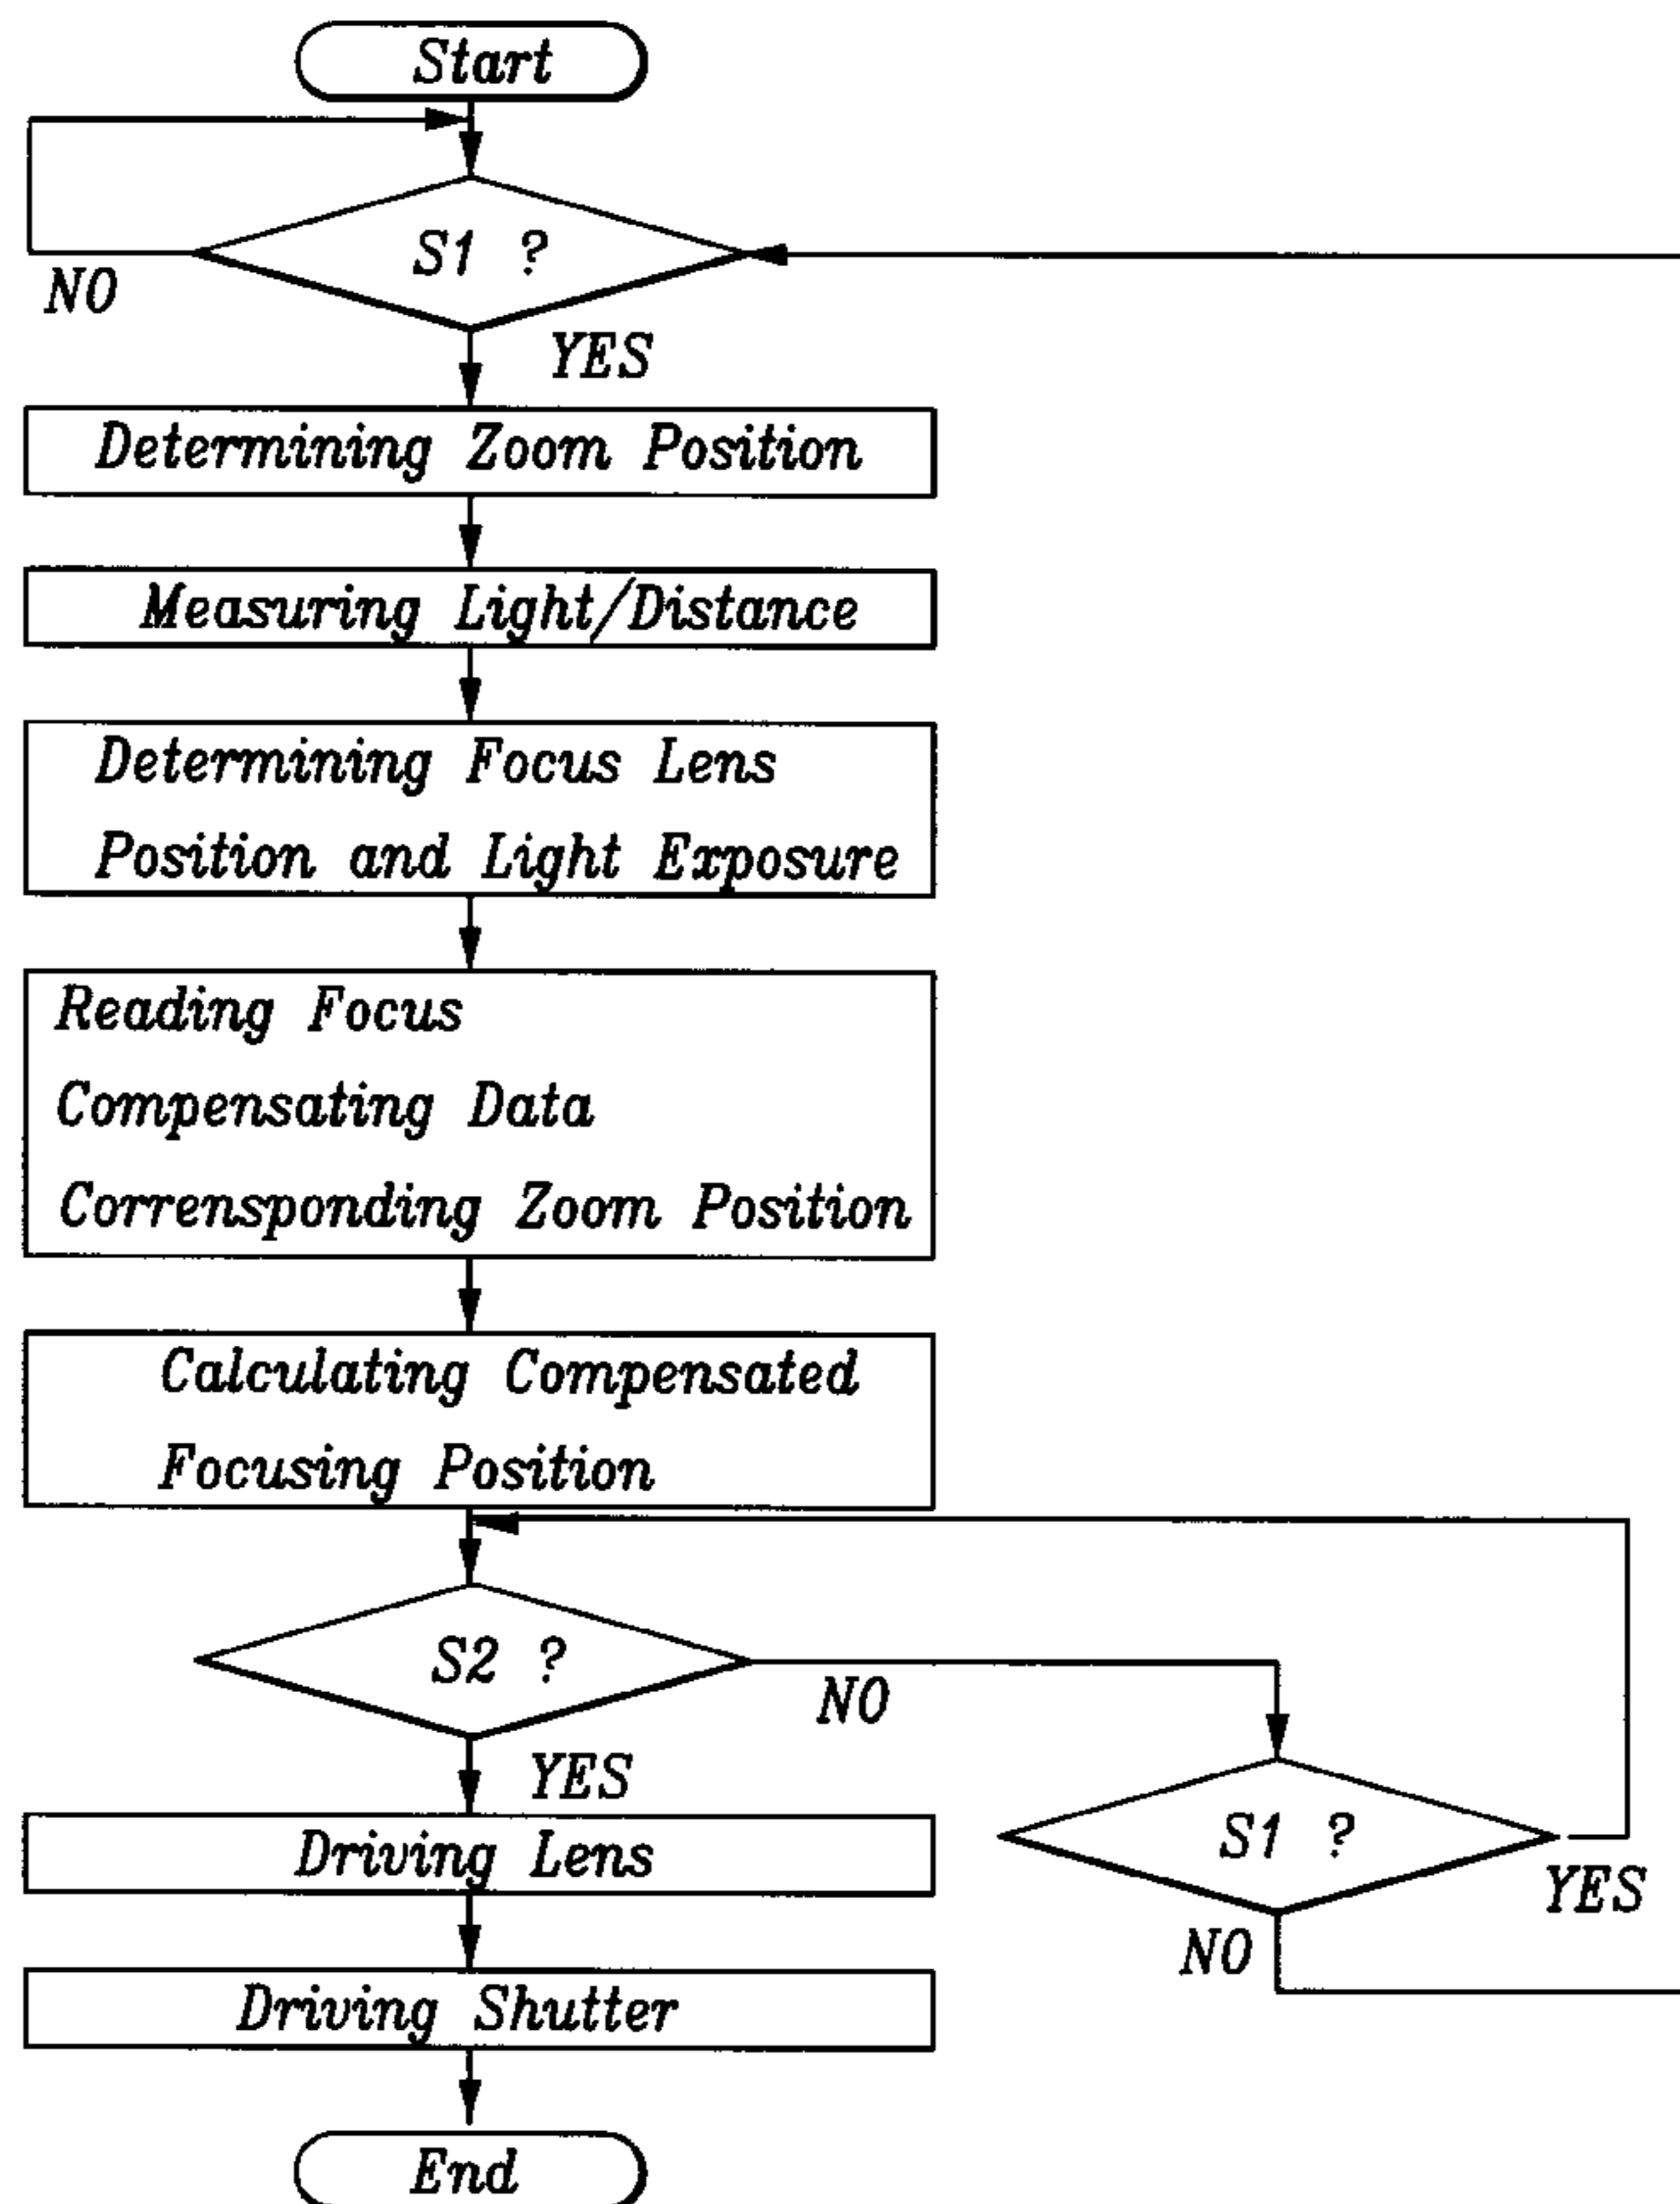 Start
S1 ?
NO
YES
Determining Zoom Position
Measuring Light/Distance
Determining Focus Lens
Position and Light Exposure
Reading Focus
Compensating Data
Corrensponding Zoom Position
Calculating Compensated
Focusing Position
S2 ?
NO
YES
S1 ?
YES
NO
Driving Lens
Driving Shutter
End